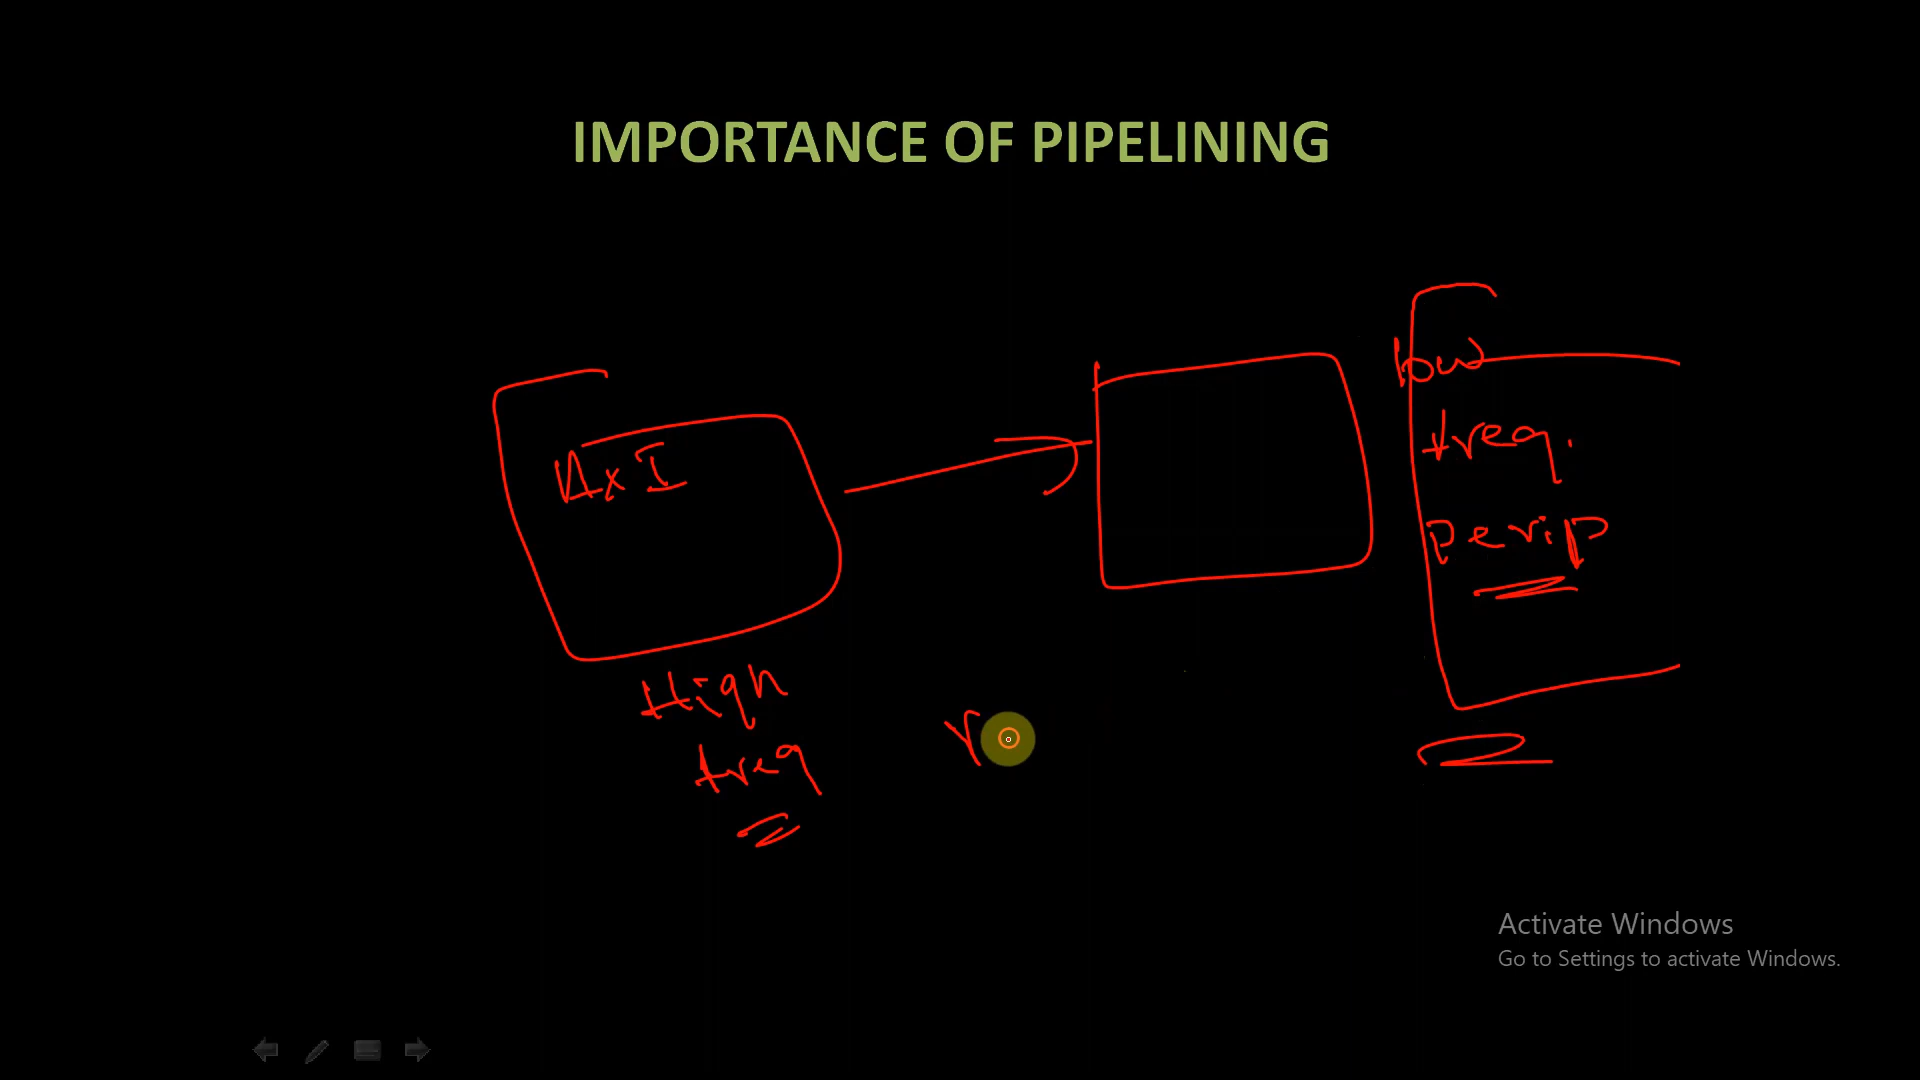 IMPORTANCE OF PIPELINING
AxI
low
freq.
perip
High
freq
Activate Windows
Go to Settings to activate Windows.